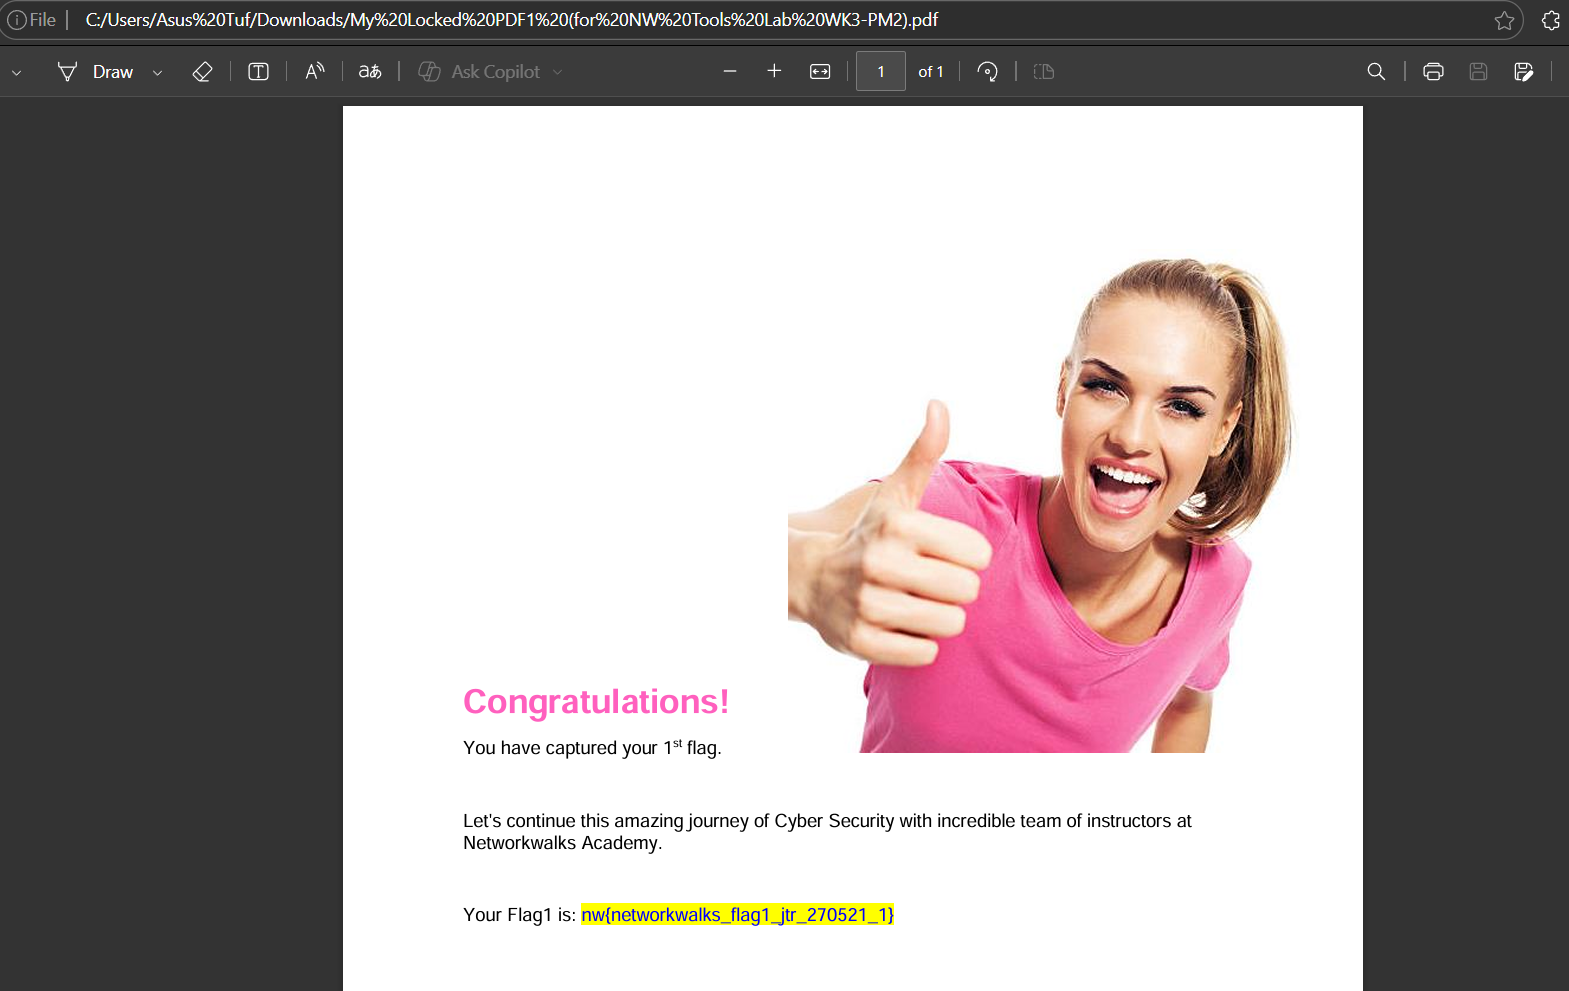 File
C:/Users/Asus%20Tuf/Downloads/My%20Locked%20PDF1%20(for%20NW%20Tools%20Lab%20WK3-PM2).pdf
Draw
T
A
aあ
Ask Copilot
1
of 1
Congratulations!
You have captured your 1st flag.
Let's continue this amazing journey of Cyber Security with incredible team of instructors at
Networkwalks Academy.
Your Flag1 is: nw{networkwalks_flag1_jtr_270521_1}